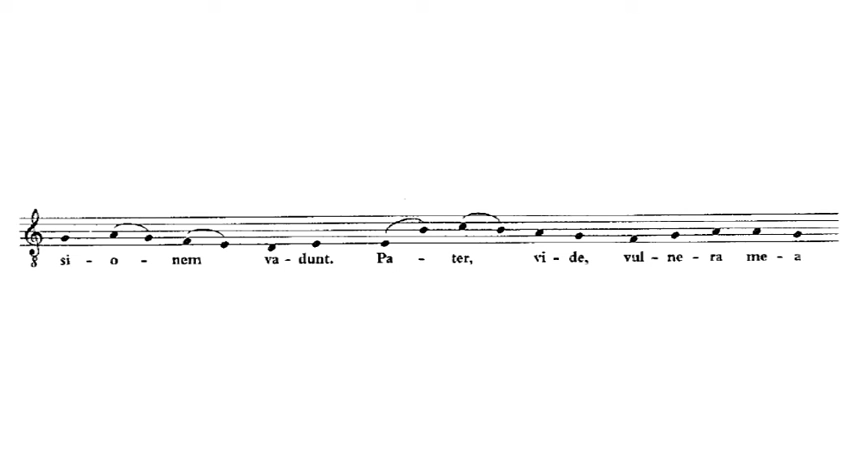 si - o - nem va - dunt. Pa - ter, vi - de, vul - ne - ra me - a